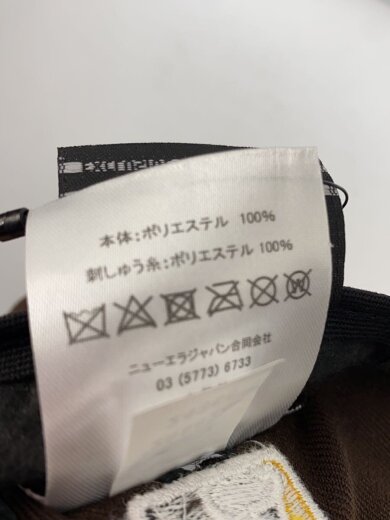 本体:ポリエステル 100%
刺しゅう糸:ポリエステル 100%
ニューエラジャパン合同会社
03 (5773) 6733